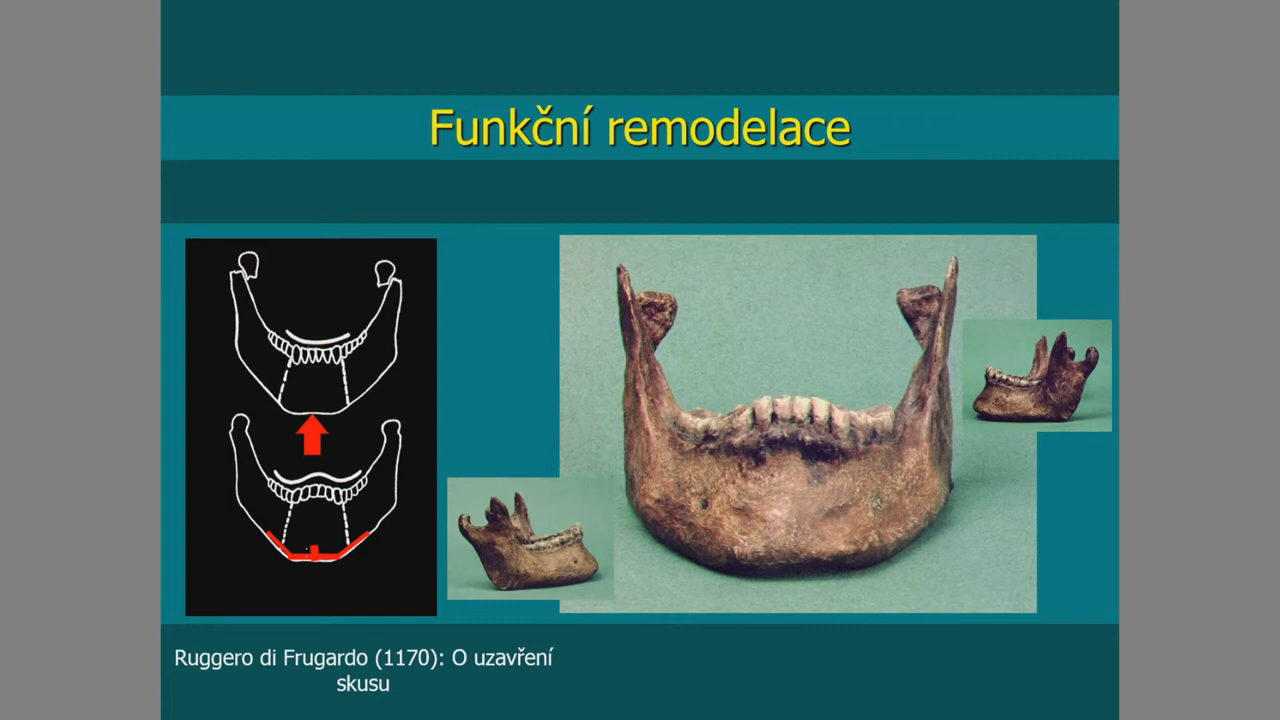 Funkční remodelace
Ruggero di Frugardo (1170): O uzavření
skusu